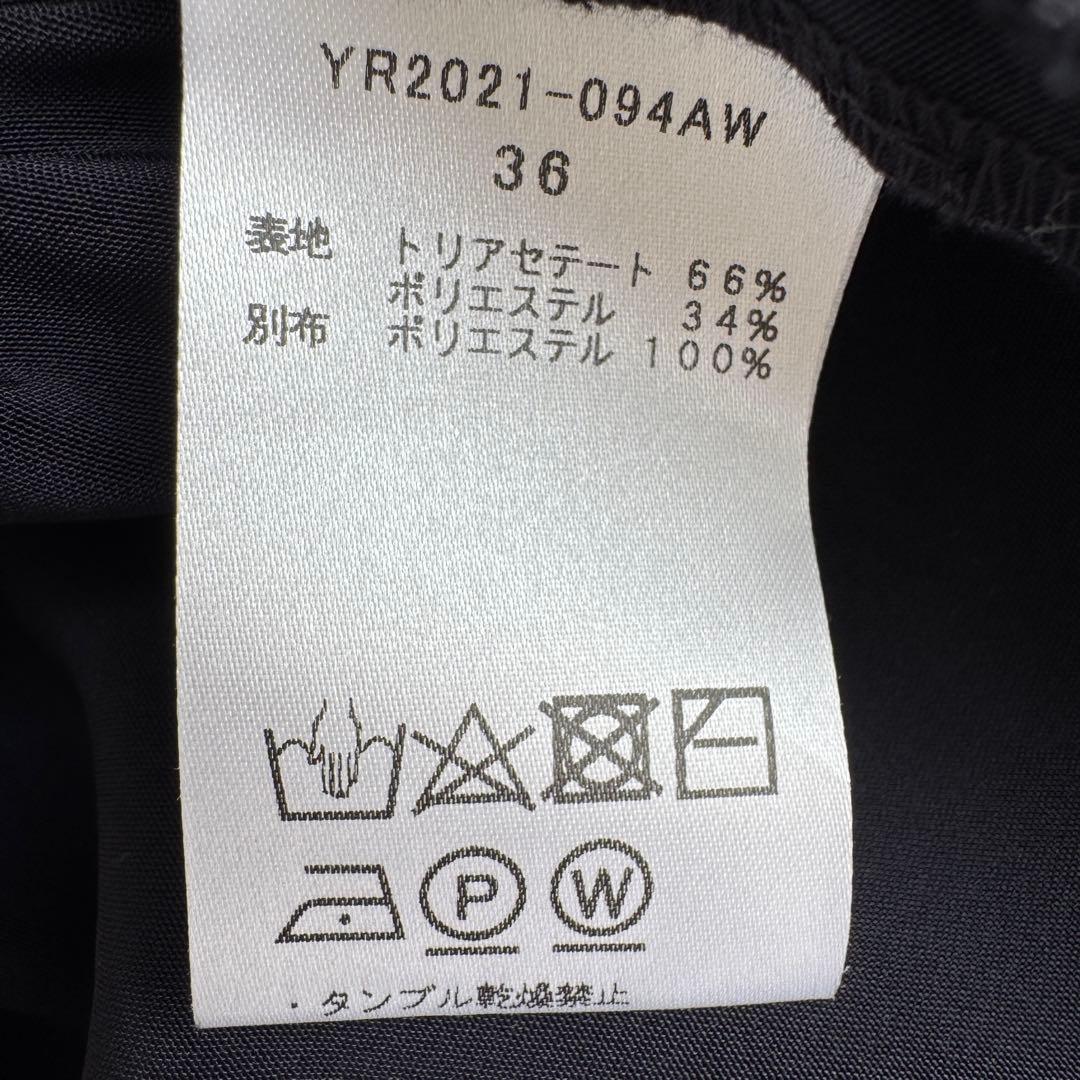 YR2021-094AW
36
表地 トリアセテート 66%
ポリエステル 34%
別布 ポリエステル 100%
P W
・タンブル乾燥禁止